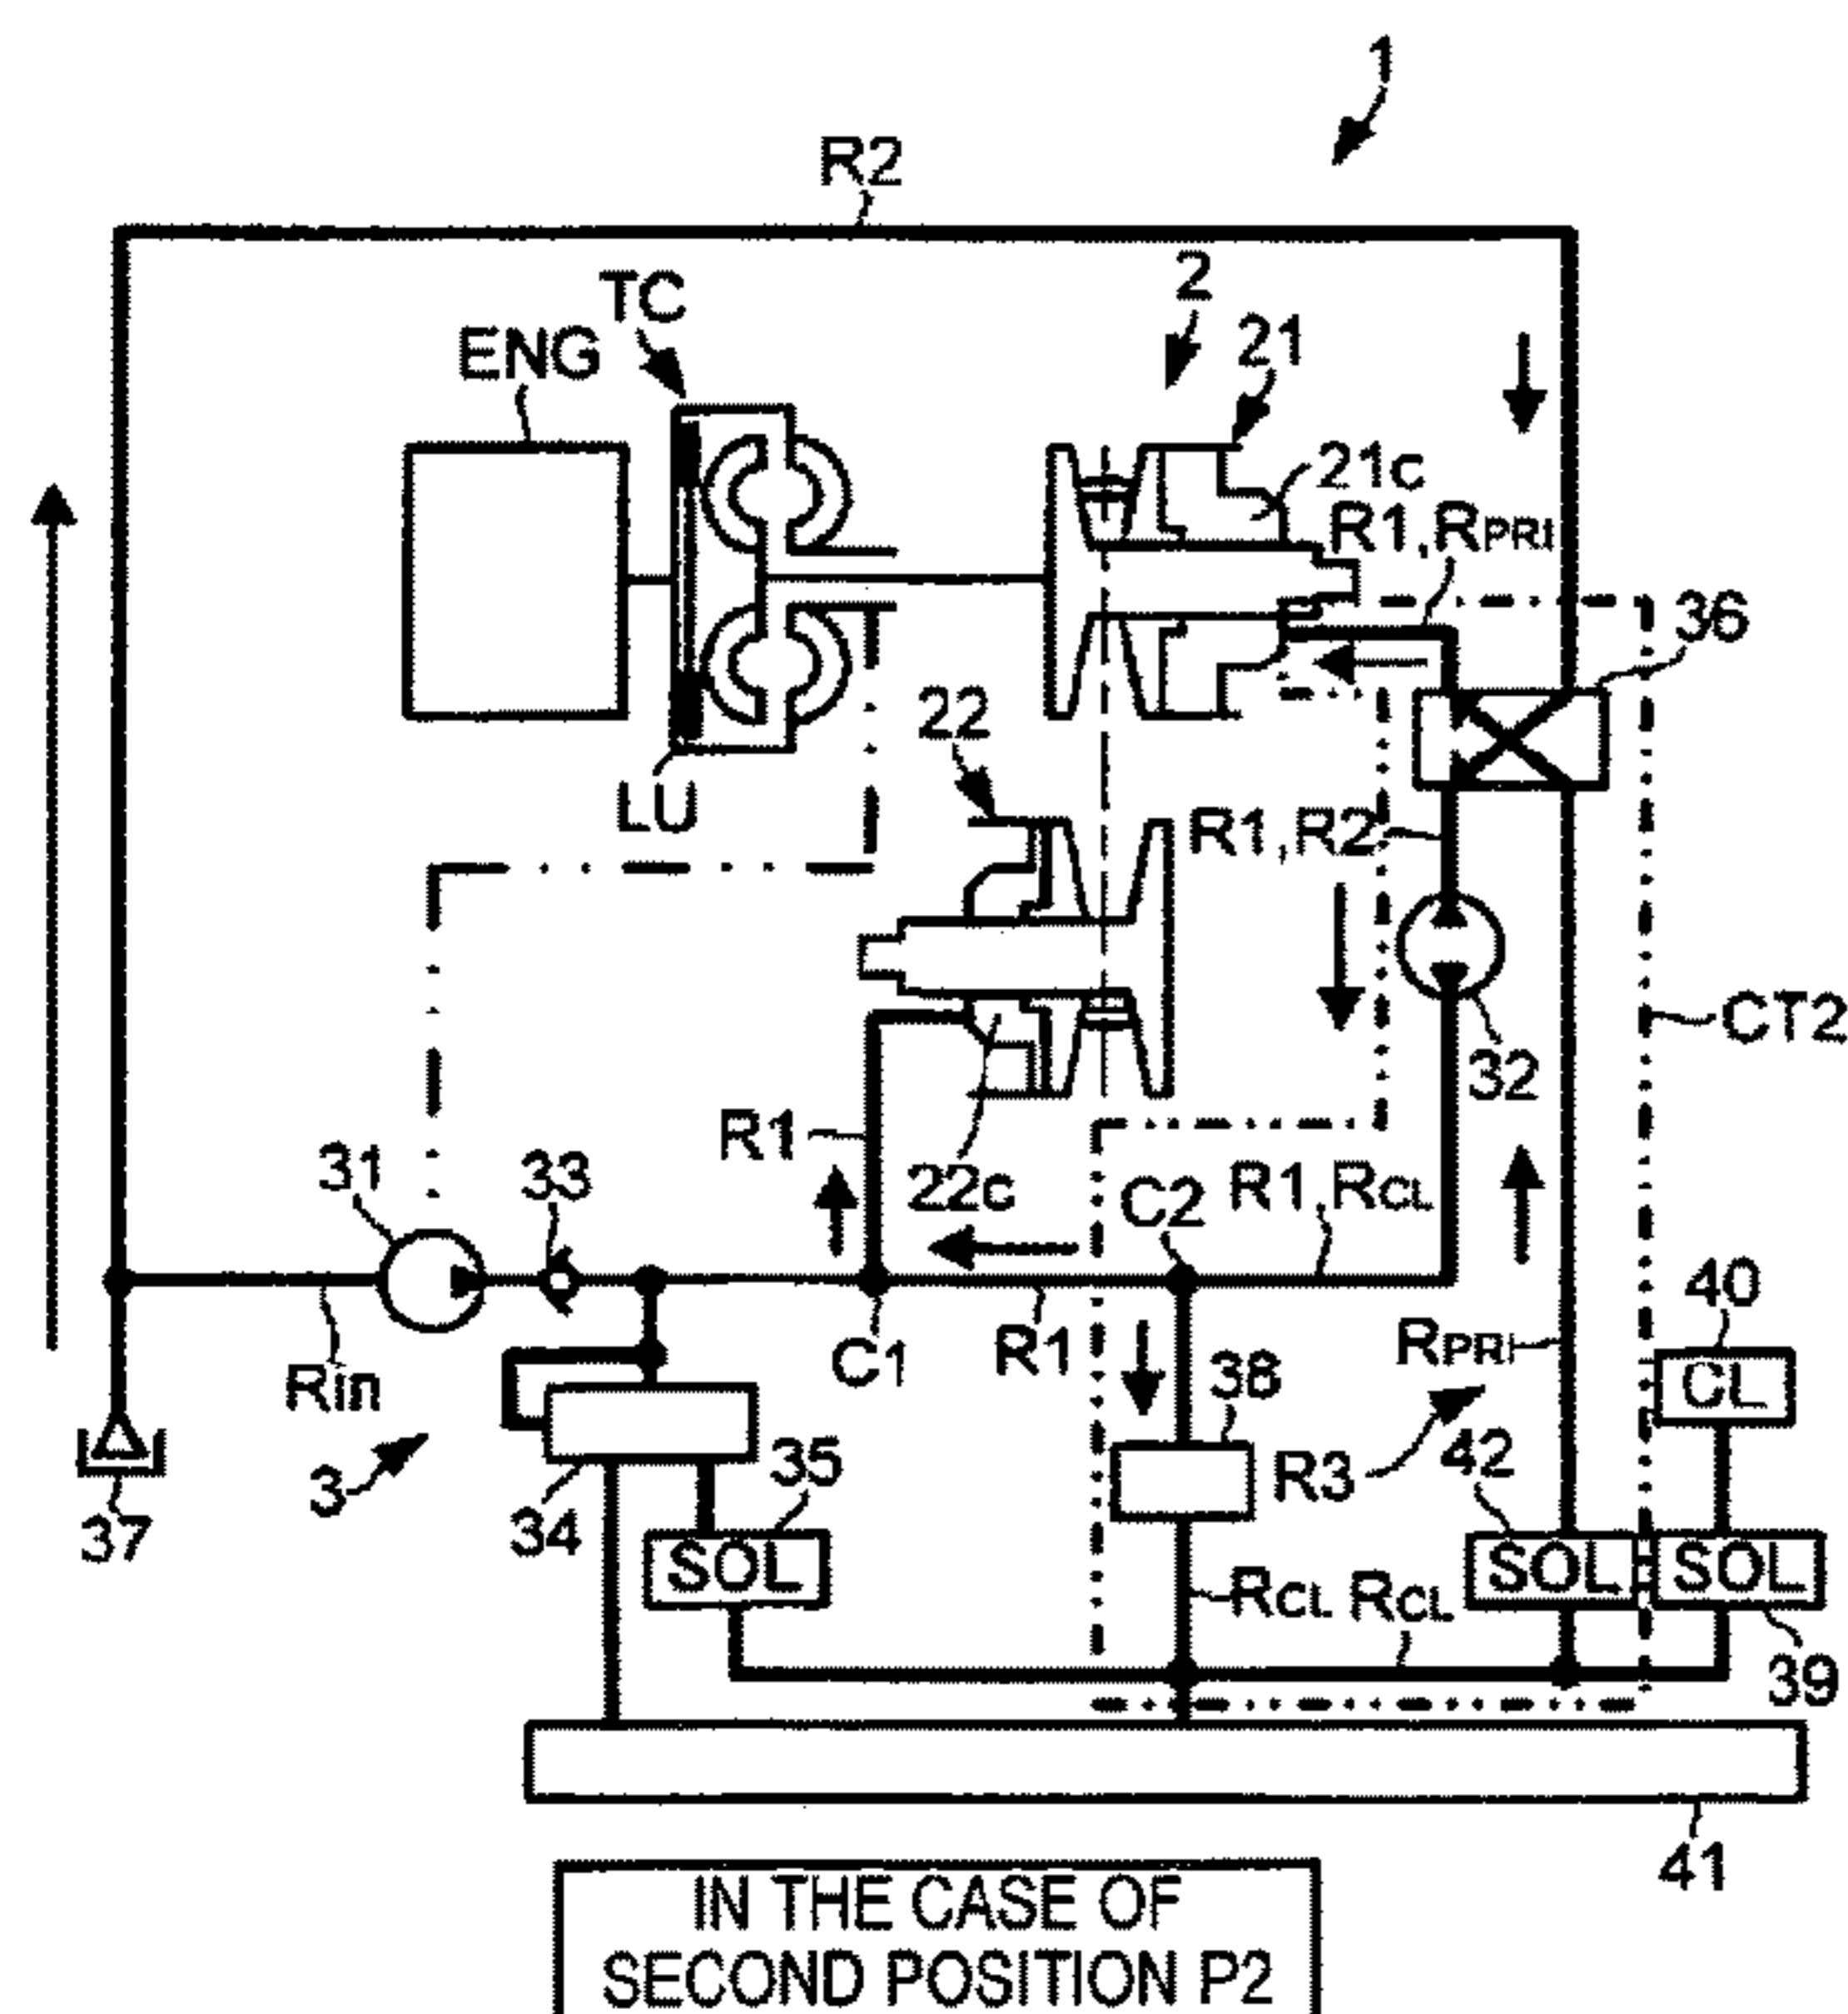 1
R2
TC
2
ENG
21
21c
R1,RPRI
36
22
LU
R1,R2
CT2
32
R1
31
33
22c
C2
R1,RCL
40
Rin
C1
R1
RPRI
CL
38
3
35
R3
42
37
34
SOL
RCL
RCL
SOL
SOL
39
41
IN THE CASE OF
SECOND POSITION P2